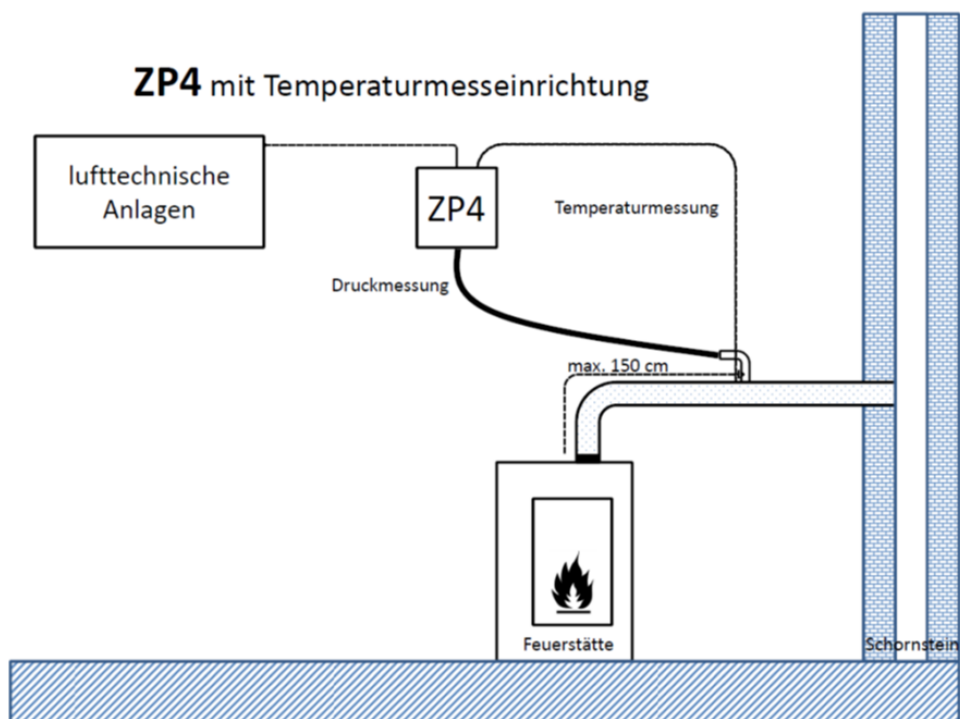 ZP4 mit Temperaturmesseinrichtung
lufttechnische
Anlagen
ZP4
Temperaturmessung
Druckmessung
max. 150 cm
Feuerstätte
Schornstein